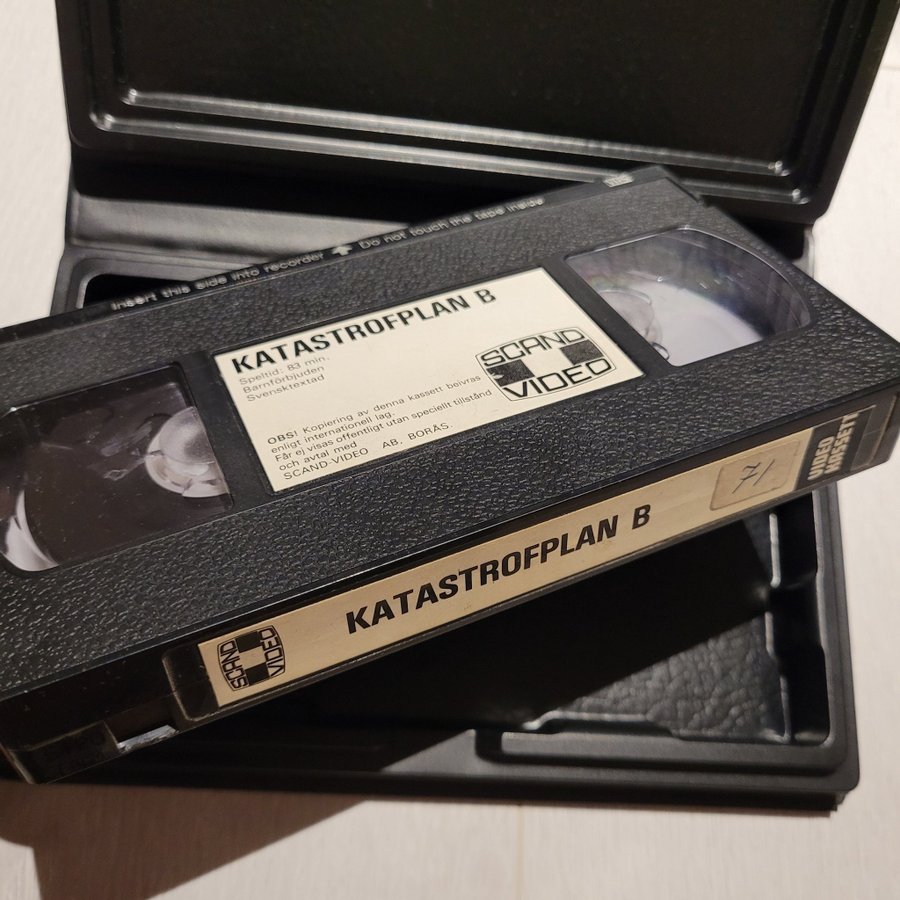 Insert this side into recorder Do not touch the tape inside
KATASTROFPLAN B
Speltid: 83 min.
Barnförbjuden
Svensktextad
SCAND
VIDEO
OBS! Kopiering av denna kassett beivras
enligt internationell lag.
Får ej visas offentligt utan speciellt tillstånd
och avtal med
SCAND-VIDEO AB, BORÅS.
SCAND
VIDEO
KATASTROFPLAN B
71
VIDEO
KASSETT